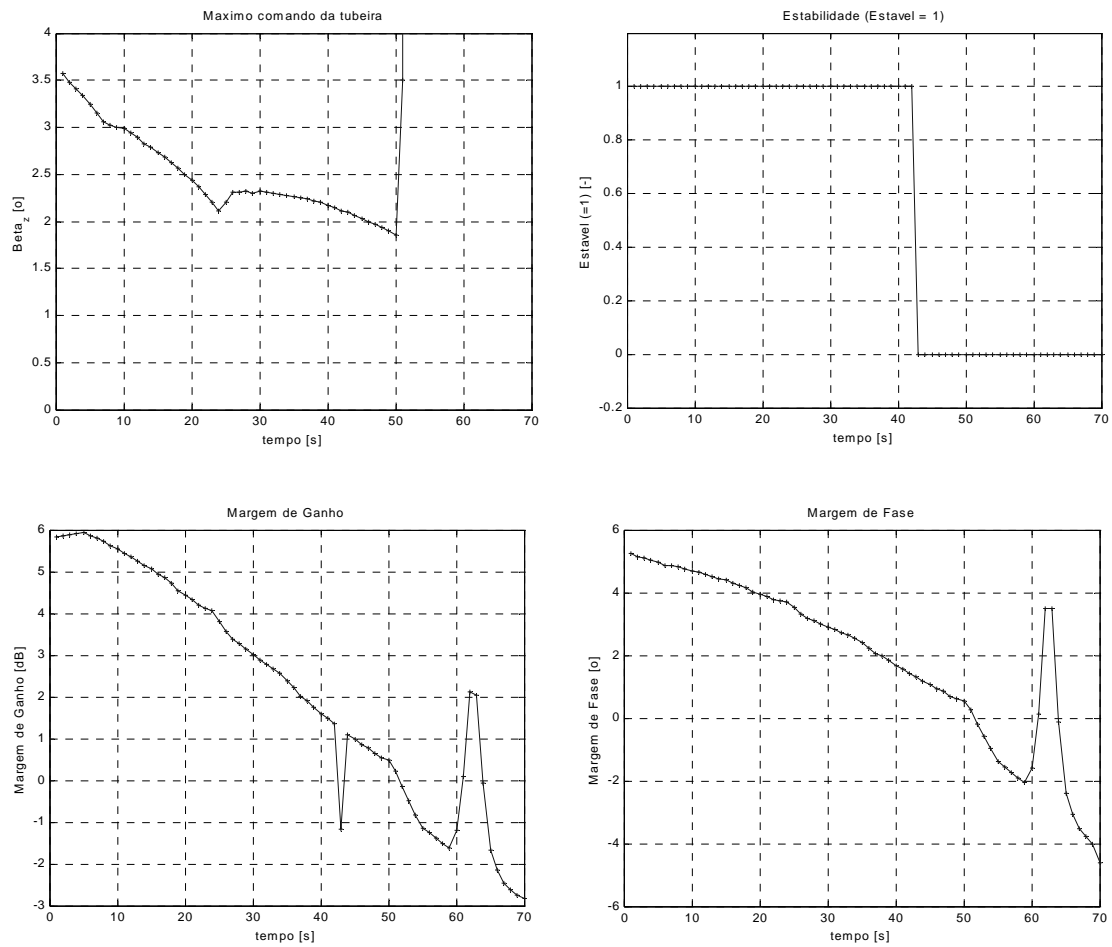 Maximo comando da tubeira
4
3.5
3
2.5
2
1.5
1
0.5
0
Beta_z [o]
0 10 20 30 40 50 60 70
tempo [s]
Estabilidade (Estavel = 1)
1
0.8
0.6
0.4
0.2
0
-0.2
Estavel (=1) [-]
0 10 20 30 40 50 60 70
tempo [s]
Margem de Ganho
6
5
4
3
2
1
0
-1
-2
-3
Margem de Ganho [dB]
0 10 20 30 40 50 60 70
tempo [s]
Margem de Fase
6
4
2
0
-2
-4
-6
Margem de Fase [o]
0 10 20 30 40 50 60 70
tempo [s]